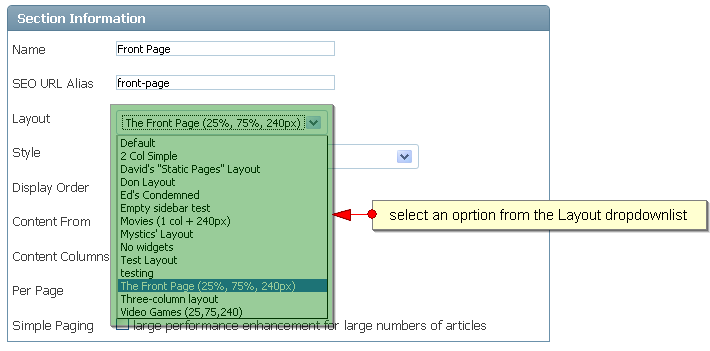 Section Information
Name
Front Page
SEO URL Alias
front-page
Layout
The Front Page (25%, 75%, 240px)
Default
2 Col Simple
David's "Static Pages" Layout
Don Layout
Ed's Condemned
Empty sidebar test
Movies (1 col + 240px)
Mystics' Layout
No widgets
Test Layout
testing
The Front Page (25%, 75%, 240px)
Three-column layout
Video Games (25,75,240)
Style
Display Order
Content From
Content Columns
Per Page
Simple Paging
large performance enhancement for large numbers of articles
select an oprtion from the Layout dropdownlist